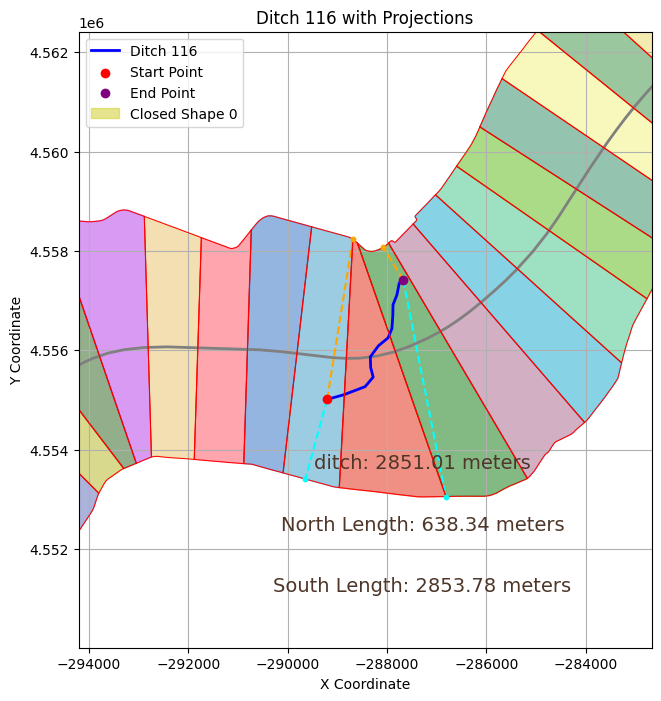 Ditch 116 with Projections
1e6
Ditch 116
Start Point
End Point
Closed Shape 0
4.562
4.560
4.558
4.556
4.554
4.552
Y Coordinate
ditch: 2851.01 meters
North Length: 638.34 meters
South Length: 2853.78 meters
−294000 −292000 −290000 −288000 −286000 −284000
X Coordinate